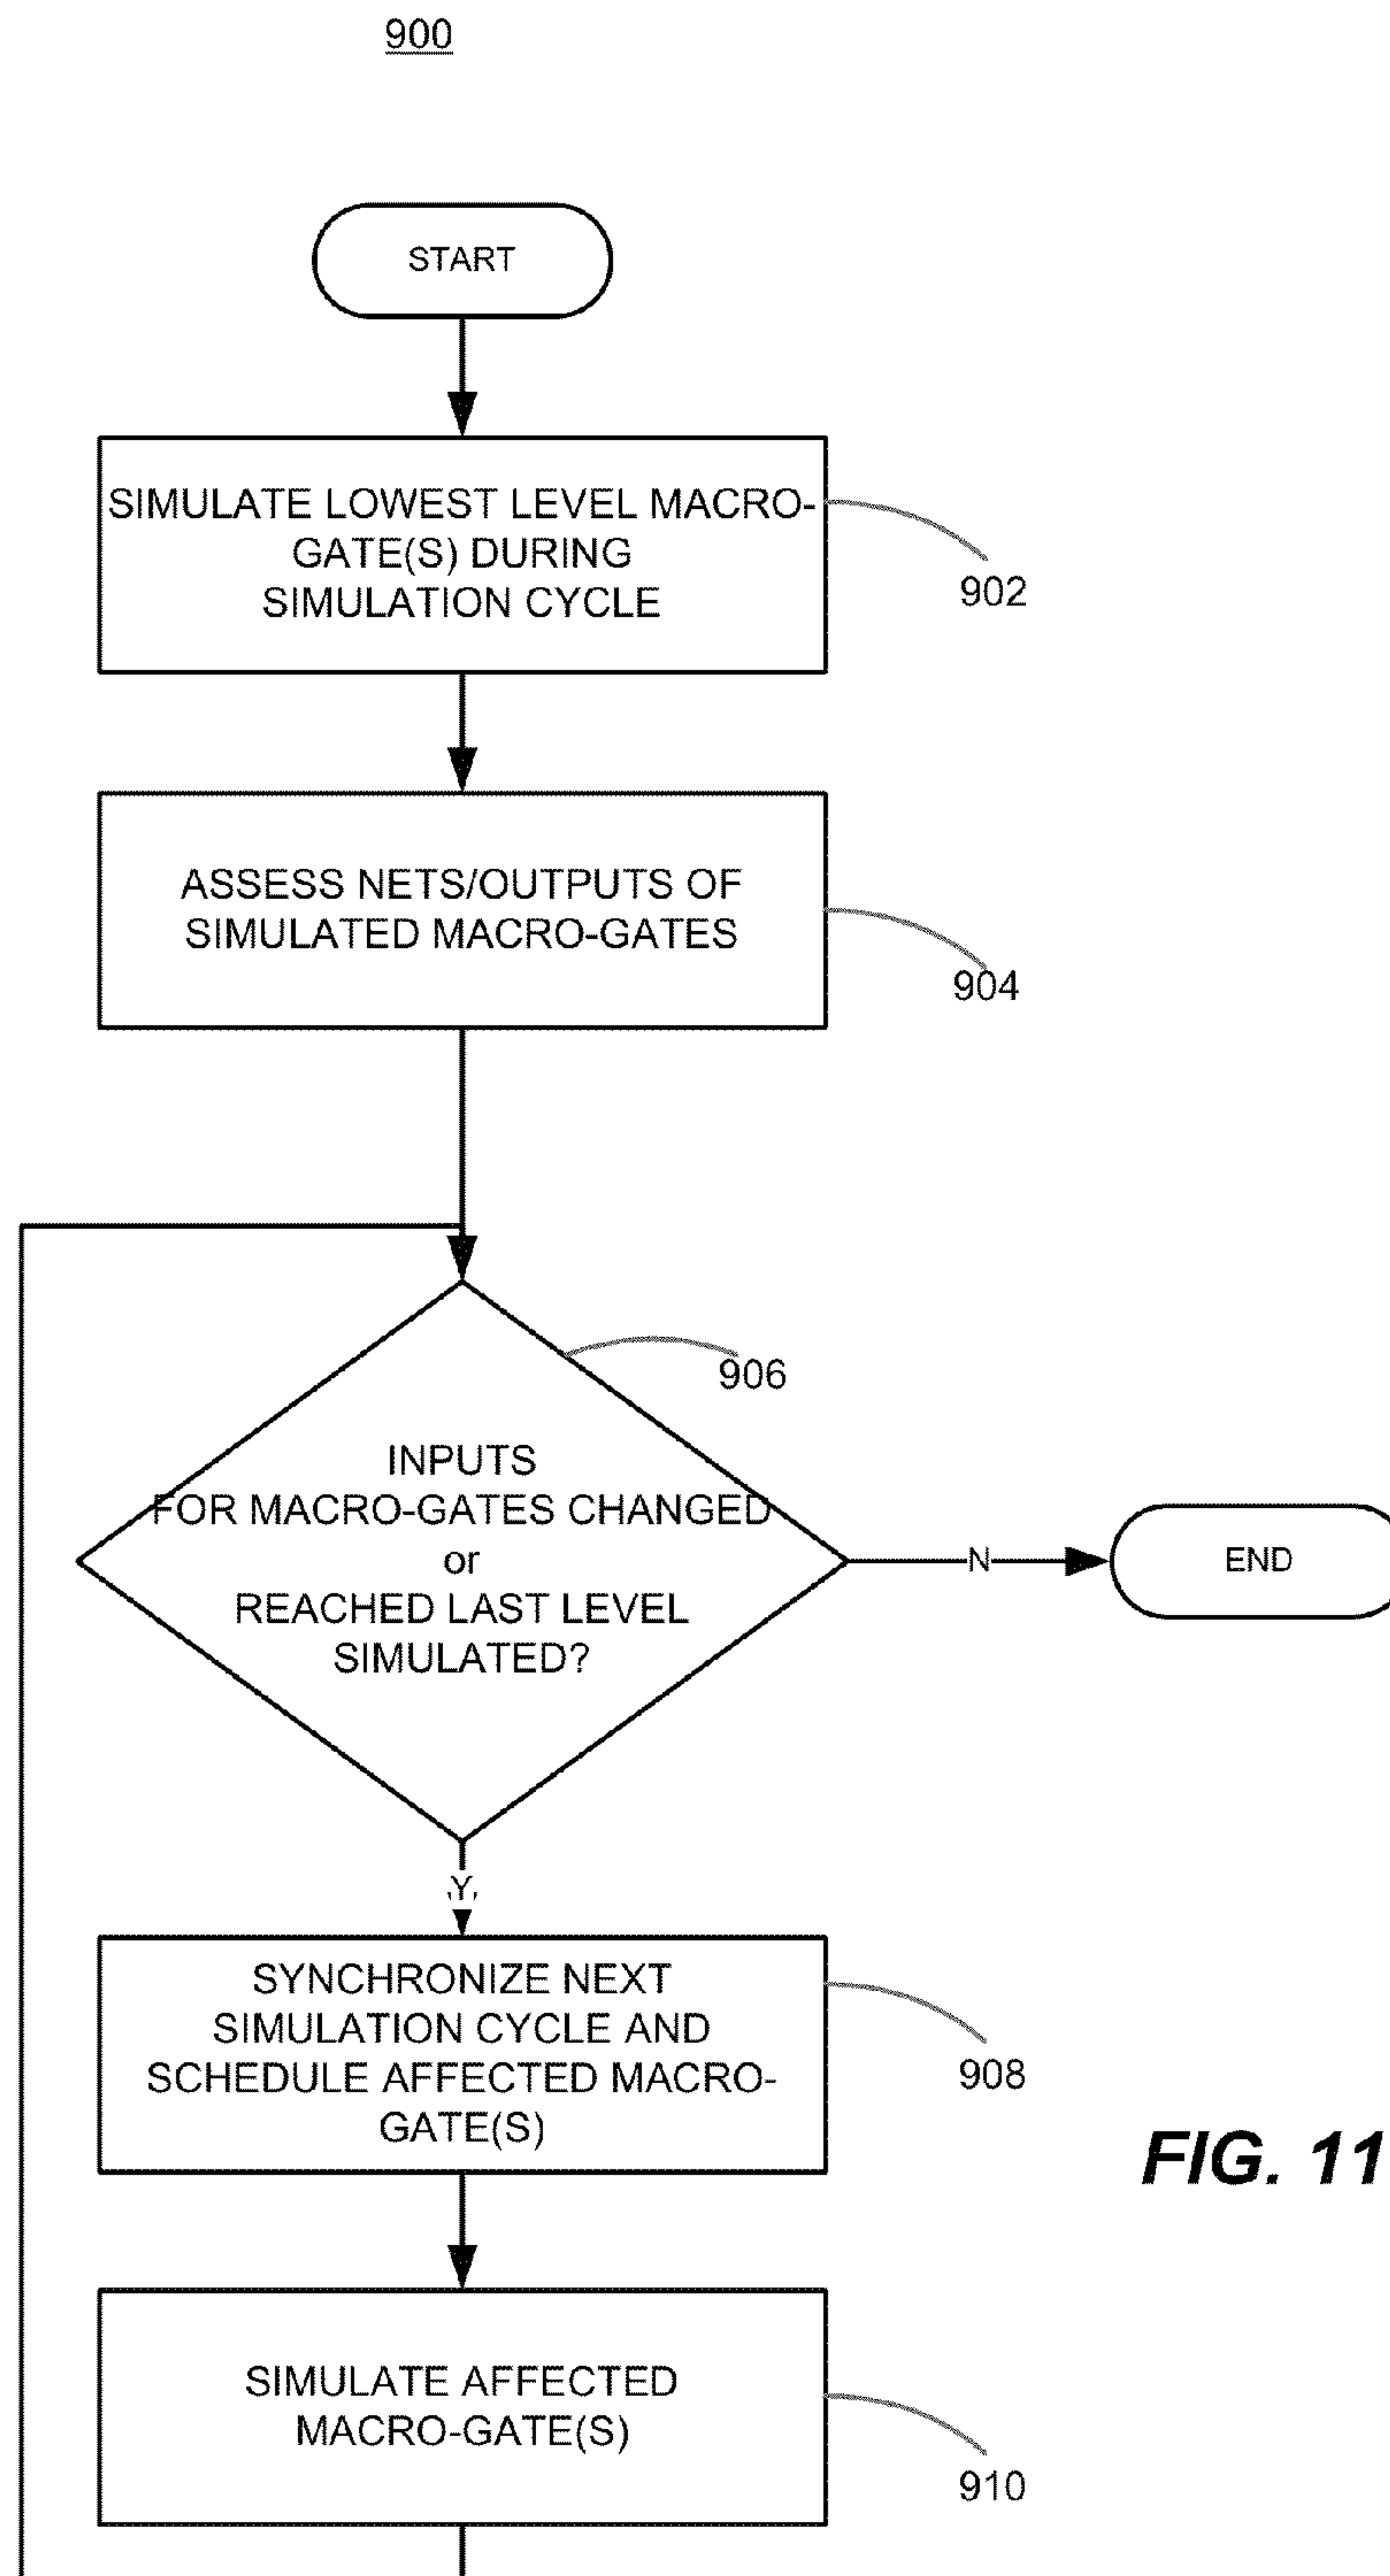 900
START
SIMULATE LOWEST LEVEL MACRO-
GATE(S) DURING
SIMULATION CYCLE
902
ASSESS NETS/OUTPUTS OF
SIMULATED MACRO-GATES
904
906
INPUTS
FOR MACRO-GATES CHANGED
or
REACHED LAST LEVEL
SIMULATED?
N
END
Y
SYNCHRONIZE NEXT
SIMULATION CYCLE AND
SCHEDULE AFFECTED MACRO-
GATE(S)
908
FIG. 11
SIMULATE AFFECTED
MACRO-GATE(S)
910